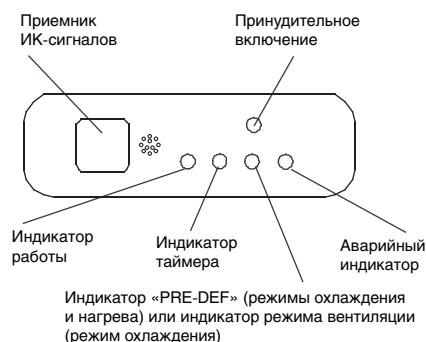 Приемник
ИК-сигналов
Принудительное
включение
Индикатор
работы
Индикатор
таймера
Аварийный
индикатор
Индикатор «PRE-DEF» (режимы охлаждения
и нагрева) или индикатор режима вентиляции
(режим охлаждения)